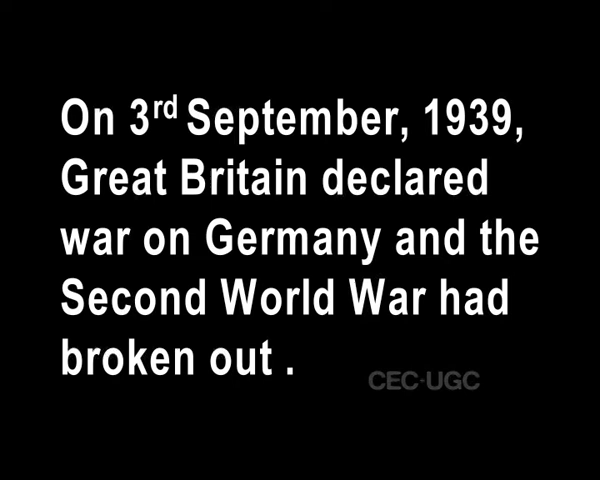 On 3rd September, 1939,
Great Britain declared
war on Germany and the
Second World War had
broken out .
CEC-UGC